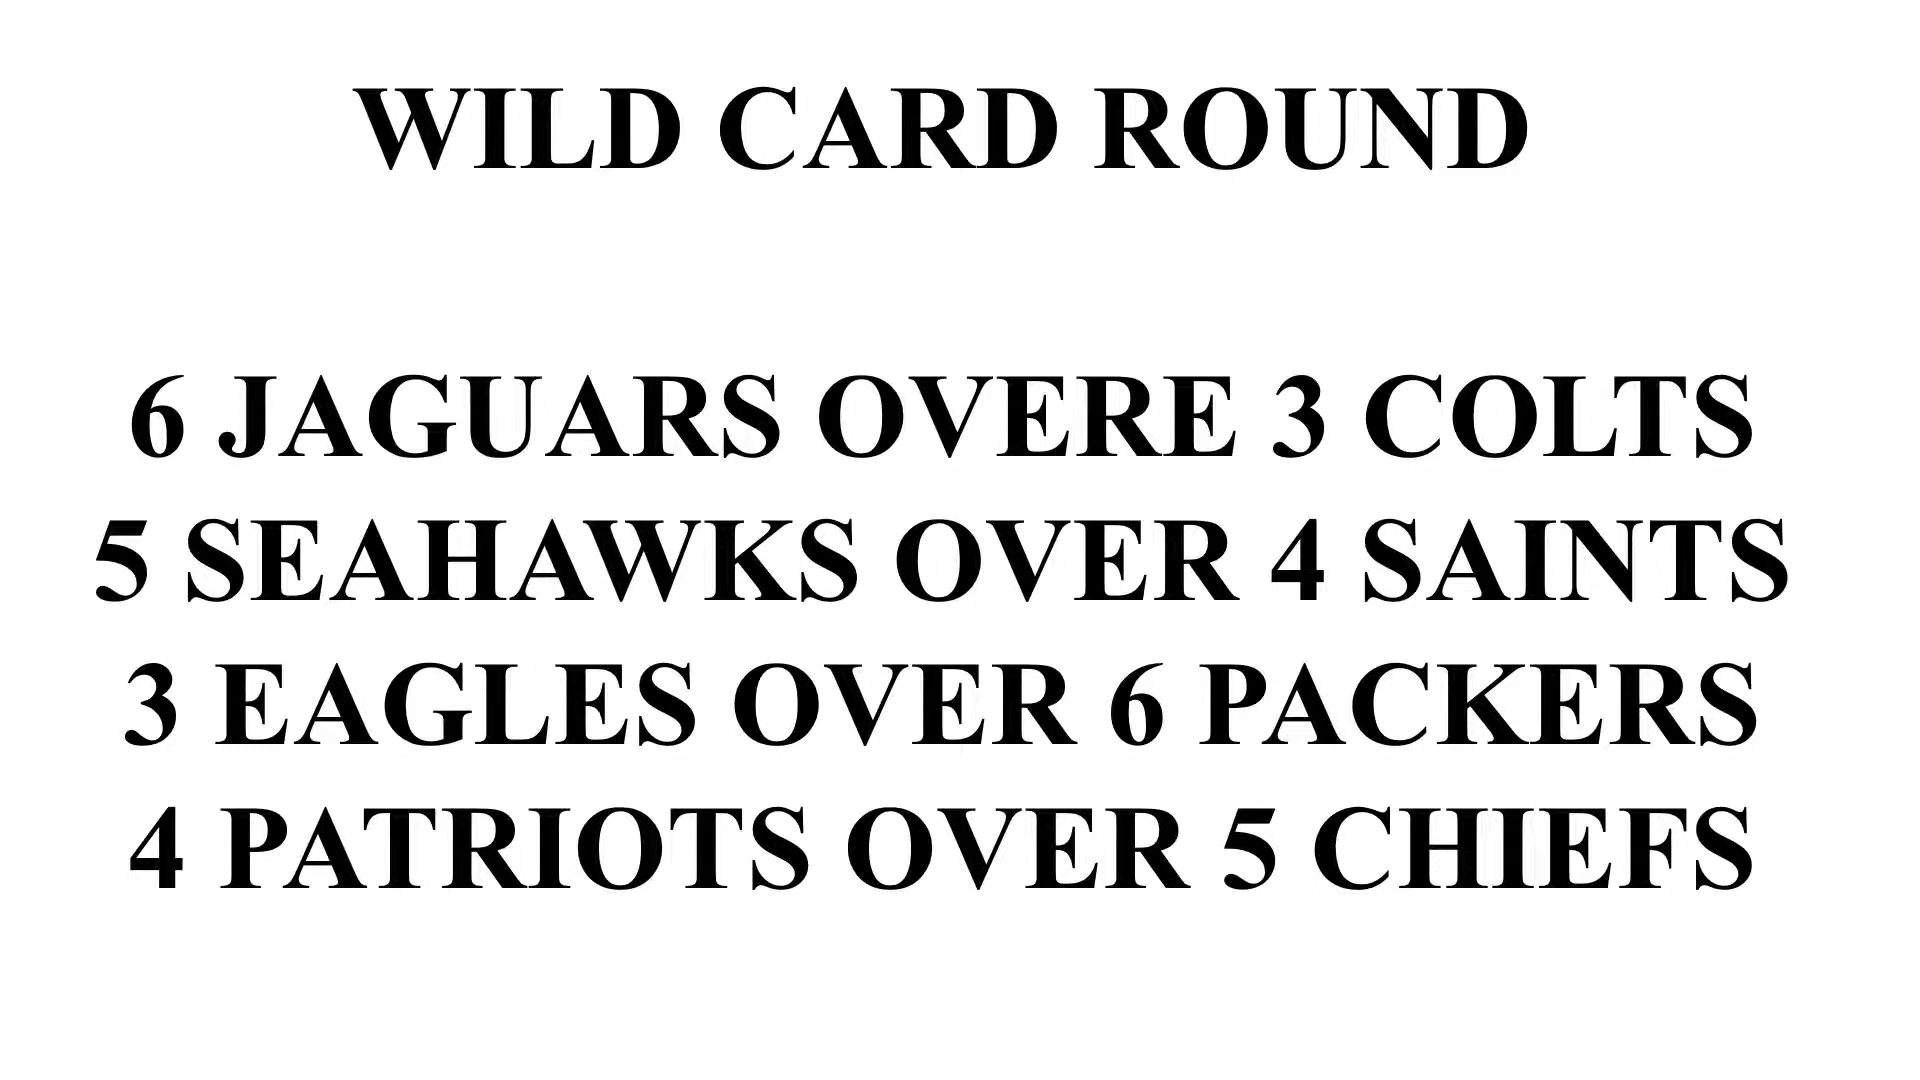 WILD CARD ROUND
6 JAGUARS OVERE 3 COLTS
5 SEAHAWKS OVER 4 SAINTS
3 EAGLES OVER 6 PACKERS
4 PATRIOTS OVER 5 CHIEFS